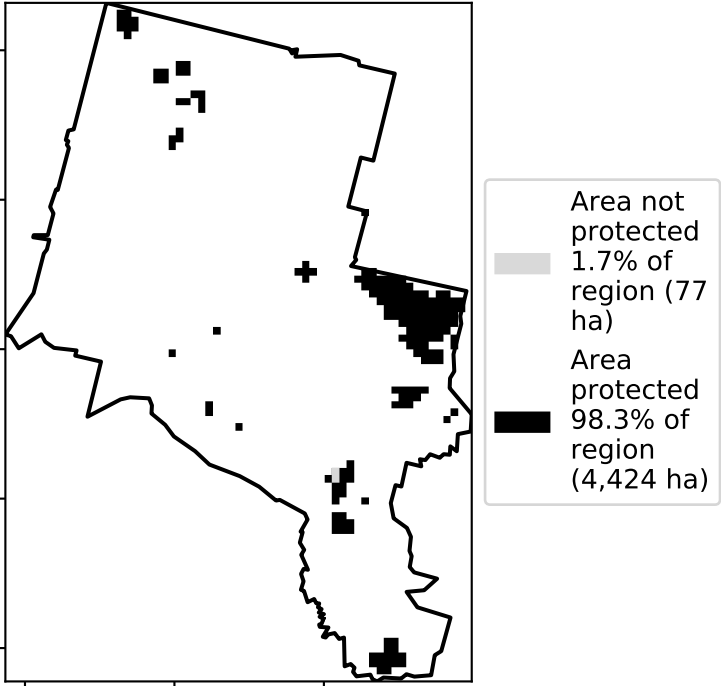 Area not
protected
1.7% of
region (77
ha)
Area
protected
98.3% of
region
(4,424 ha)